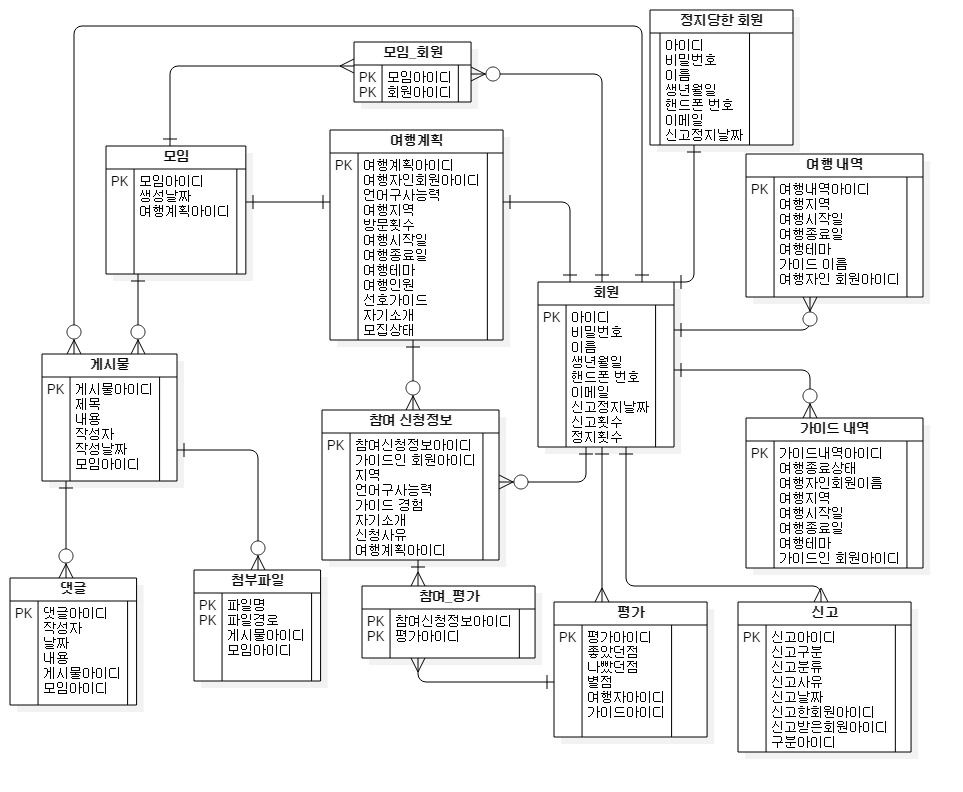 정지당한 회원
아이디
비밀번호
이름
생년월일
핸드폰 번호
이메일
신고정지날짜
모임_회원
PK 모임아이디
PK 회원아이디
여행계획
PK 여행계획아이디
여행자인회원아이디
언어구사능력
여행지역
방문횟수
여행시작일
여행종료일
여행테마
여행인원
선호가이드
자기소개
모집상태
모임
PK 모임아이디
생성날짜
여행계획아이디
여행 내역
PK 여행내역아이디
여행지역
여행시작일
여행종료일
여행테마
가이드 이름
여행자인 회원아이디
회원
PK 아이디
비밀번호
이름
생년월일
핸드폰 번호
이메일
신고정지날짜
신고횟수
정지횟수
게시물
PK 게시물아이디
제목
내용
작성자
작성날짜
모임아이디
참여 신청정보
PK 참여신청정보아이디
가이드인 회원아이디
지역
언어구사능력
가이드 경험
자기소개
신청사유
여행계획아이디
가이드 내역
PK 가이드내역아이디
여행종료상태
여행자인회원이름
여행지역
여행시작일
여행종료일
여행테마
가이드인 회원아이디
댓글
PK 댓글아이디
작성자
날짜
내용
게시물아이디
모임아이디
첨부파일
PK 파일명
PK 파일경로
게시물아이디
모임아이디
참여_평가
PK 참여신청정보아이디
PK 평가아이디
평가
PK 평가아이디
좋았던점
나빴던점
별점
여행자아이디
가이드아이디
신고
PK 신고아이디
신고구분
신고분류
신고사유
신고날짜
신고한회원아이디
신고받은회원아이디
구분아이디